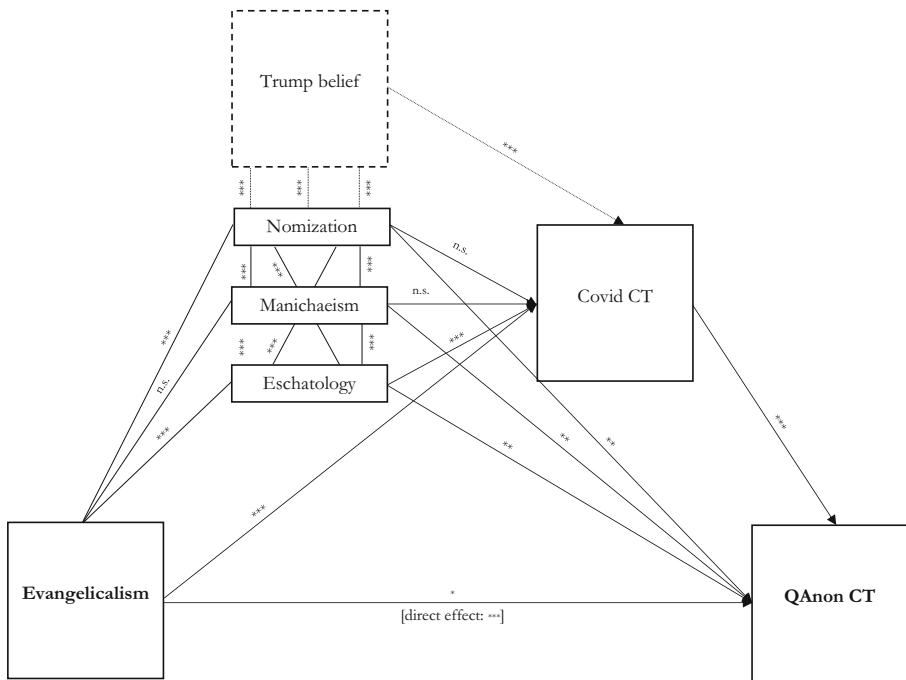 Trump belief
***
*** *** ***
Nomization
n.s.
*** *** ***
Manichaeism
n.s.
Covid CT
***
*** *** ***
***
n.s.
Eschatology
***
***
** ** **
***
Evangelicalism
*
QAnon CT
[direct effect: ***]